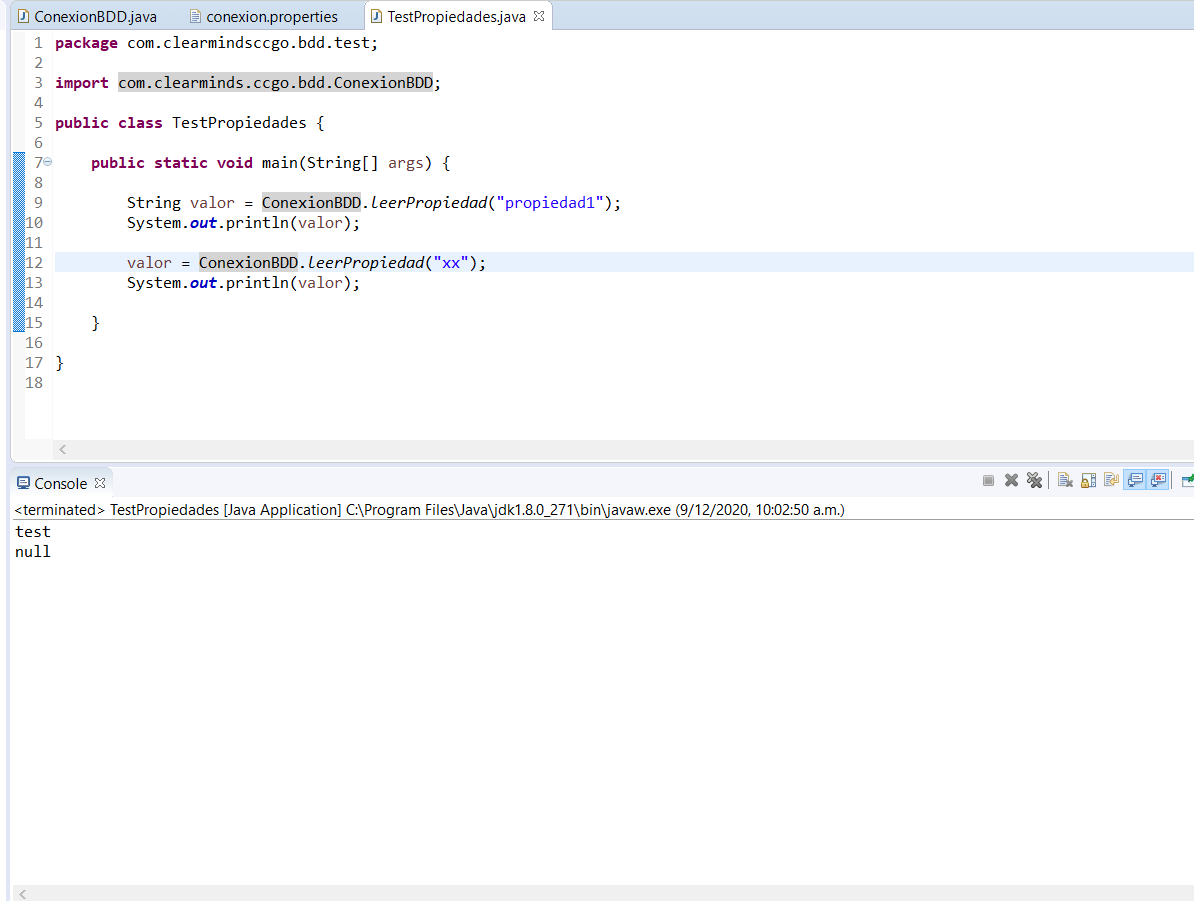 ConexionBDD.java conexion.properties TestPropiedades.java
1 package com.clearmindsccgo.bdd.test;
2
3 import com.clearminds.ccgo.bdd.ConexionBDD;
4
5 public class TestPropiedades {
6
7 public static void main(String[] args) {
8
9 String valor = ConexionBDD.leerPropiedad("propiedad1");
10 System.out.println(valor);
11
12 valor = ConexionBDD.leerPropiedad("xx");
13 System.out.println(valor);
14
15 }
16
17 }
18
Console
<terminated> TestPropiedades [Java Application] C:\Program Files\Java\jdk1.8.0_271\bin\javaw.exe (9/12/2020, 10:02:50 a.m.)
test
null